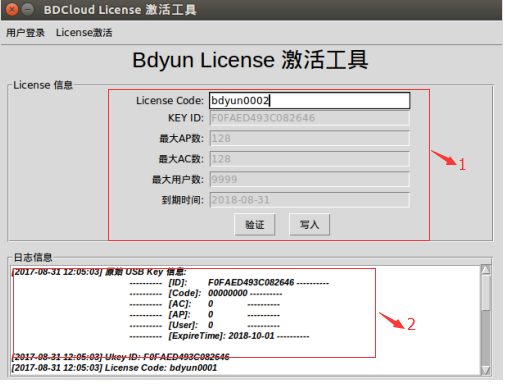 BDCloud License 激活工具
用户登录 License激活
Bdyun License 激活工具
License 信息
License Code: bdyun0002
KEY ID: F0FAED493C082646
最大AP数: 128
最大AC数: 128
最大用户数: 9999
到期时间: 2018-08-31
1
验证 写入
日志信息
[2017-08-31 12:05:03] 原始 USB Key 信息:
---------- [ID]: F0FAED493C082646 ----------
---------- [Code]: 00000000 ----------
---------- [AC]: 0 ----------
---------- [AP]: 0 ----------
2
---------- [User]: 0 ----------
---------- [ExpireTime]: 2018-10-01 ----------
[2017-08-31 12:05:03] Ukey ID: F0FAED493C082646
[2017-08-31 12:05:03] License Code: bdyun0001